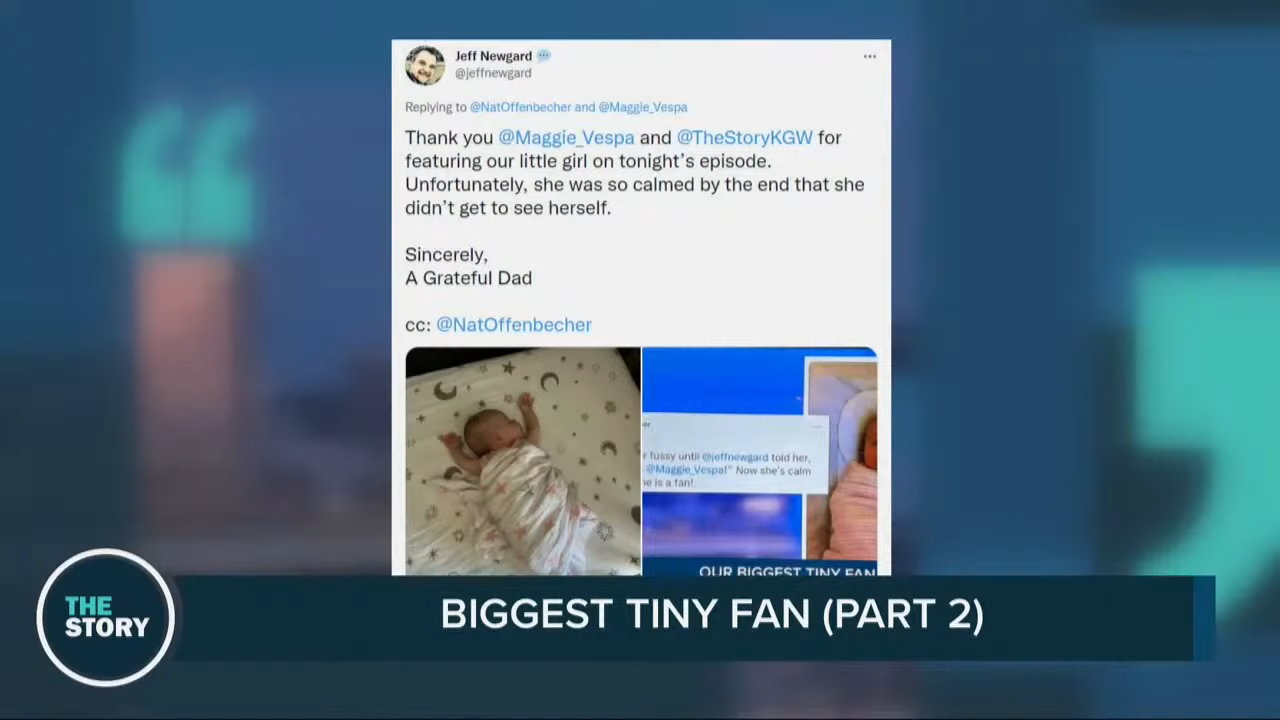 Jeff Newgard
@jeffnewgard
Replying to @NatOffenbecher and @Maggie_Vespa
Thank you @Maggie_Vespa and @TheStoryKGW for
featuring our little girl on tonight's episode.
Unfortunately, she was so calmed by the end that she
didn't get to see herself.
Sincerely,
A Grateful Dad
cc: @NatOffenbecher
fussy until @jeffnewgard told her,
@Maggie_Vespa!" Now she's calm
is a fan!
OUR BIGGEST TINY FAN
THE
STORY
BIGGEST TINY FAN (PART 2)